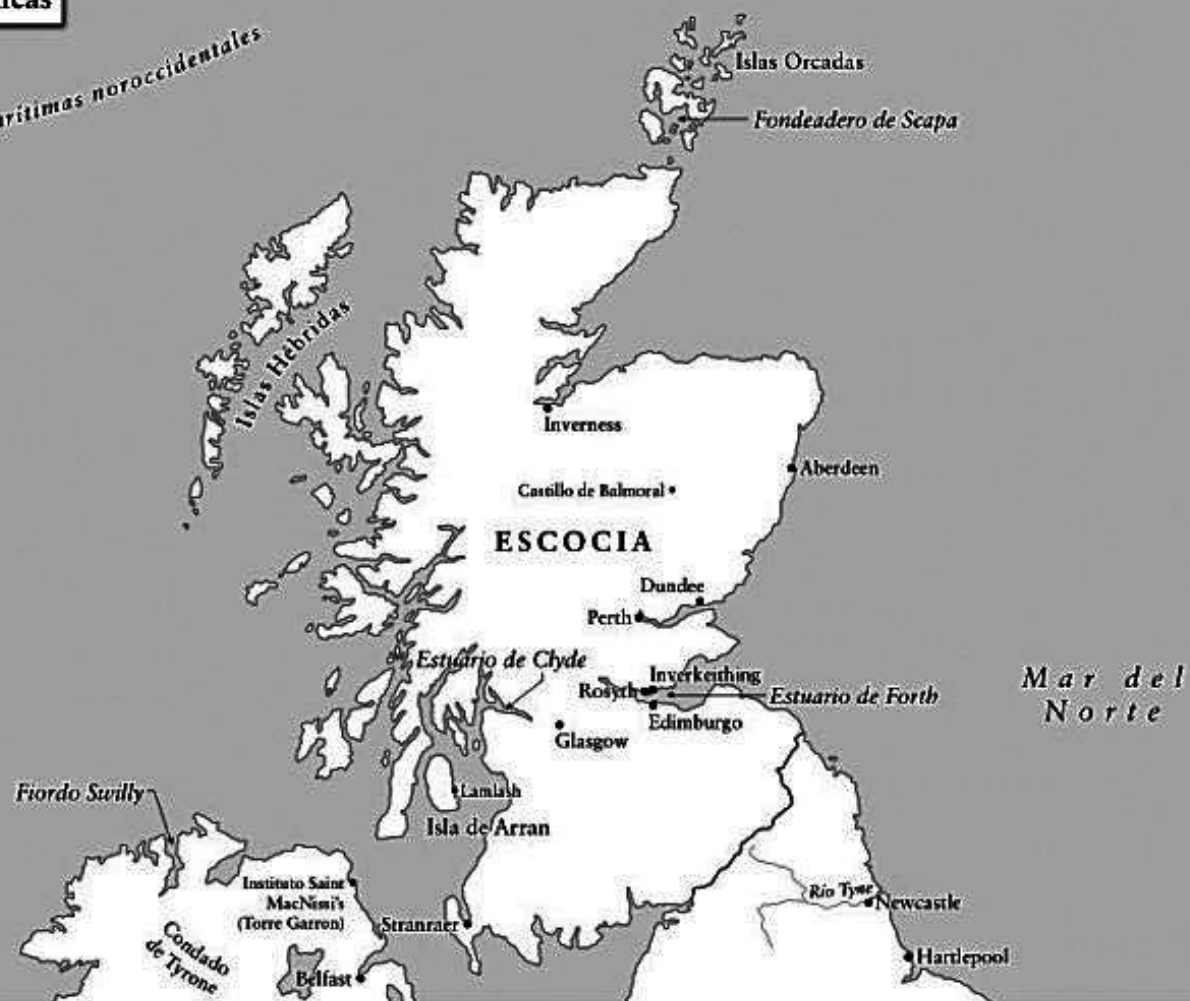 Islas Orcadas
Fondeadero de Scapa
noroccidentales
Islas Hébridas
Inverness
Aberdeen
Castillo de Balmoral
ESCOCIA
Dundee
Perth
Estuario de Clyde
Inverkeithing
Rosyth
Estuario de Forth
Edimburgo
Glasgow
Mar del
Norte
Fiordo Swilly
Lamlash
Isla de Arran
Instituto Saint
MacNissi's
(Torre Garron)
Río Tyne
Newcastle
Stranraer
Condado
de Tyrone
Belfast
Hartlepool